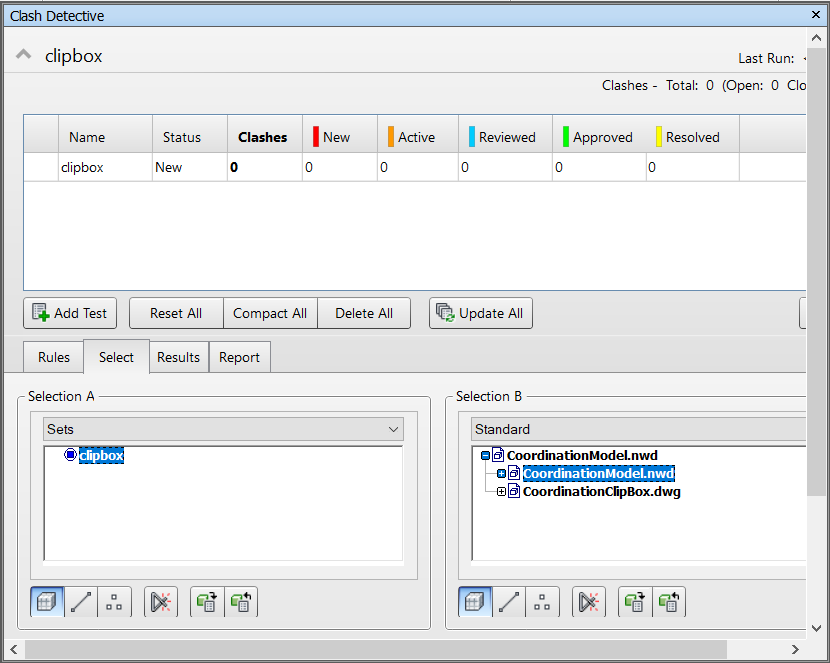 Clash Detective
clipbox
Last Run:
Clashes - Total: 0 (Open: 0 Clo
Name Status Clashes New Active Reviewed Approved Resolved
clipbox New 0 0 0 0 0 0
Add Test Reset All Compact All Delete All Update All
Rules Select Results Report
Selection A
Sets
clipbox
Selection B
Standard
CoordinationModel.nwd
CoordinationModel.nwd
CoordinationClipBox.dwg